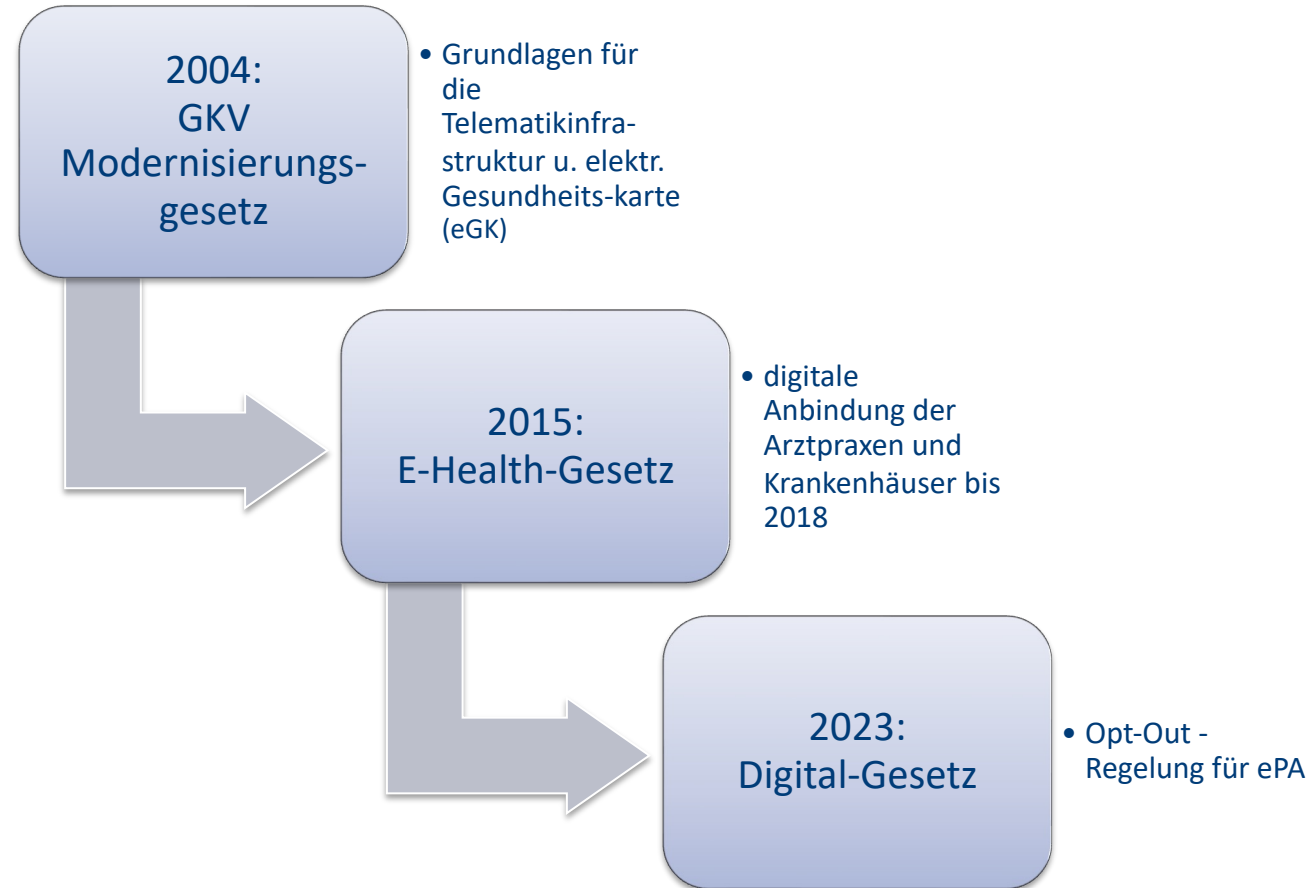 2004:
GKV
Modernisierungs-
gesetz
• Grundlagen für
die
Telematikinfra-
struktur u. elektr.
Gesundheits-karte
(eGK)
2015:
E-Health-Gesetz
• digitale
Anbindung der
Arztpraxen und
Krankenhäuser bis
2018
2023:
Digital-Gesetz
• Opt-Out -
Regelung für ePA